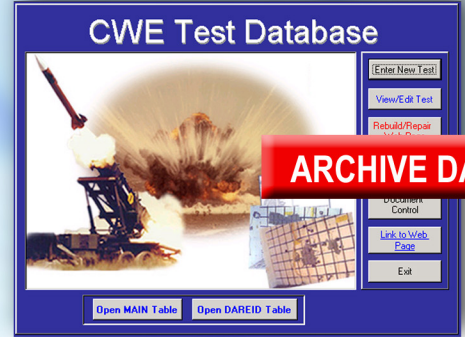 CWE Test Database
Enter New Test
View/Edit Test
Rebuild/Repair
ARCHIVE
Document
Control
Link to Web
Page
Exit
Open MAIN Table
Open DAREID Table